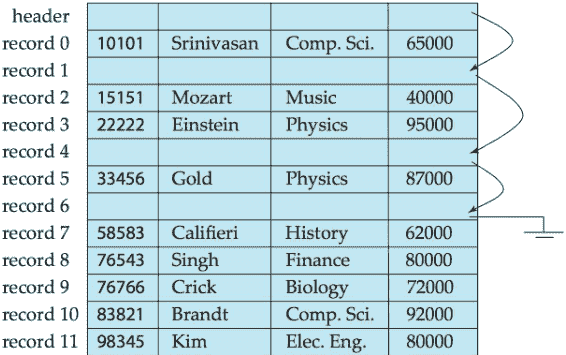 header
record 0 10101 Srinivasan Comp. Sci. 65000
record 1
record 2 15151 Mozart Music 40000
record 3 22222 Einstein Physics 95000
record 4
record 5 33456 Gold Physics 87000
record 6
record 7 58583 Califieri History 62000
record 8 76543 Singh Finance 80000
record 9 76766 Crick Biology 72000
record 10 83821 Brandt Comp. Sci. 92000
record 11 98345 Kim Elec. Eng. 80000